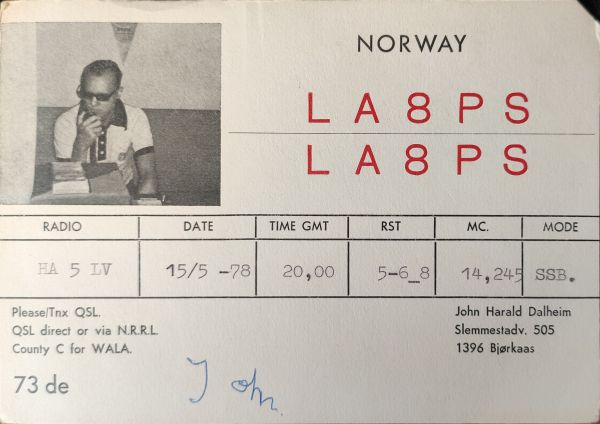 NORWAY
LA8PS
LA8PS
RADIO DATE TIME GMT RST MC. MODE
HA 5 LV 15/5 -78 20,00 5-6_8 14,245 SSB.
Please/Tnx QSL.
QSL direct or via N.R.R.L.
County C for WALA.
John Harald Dalheim
Slemmestadv. 505
1396 Bjørkaas
73 de John.